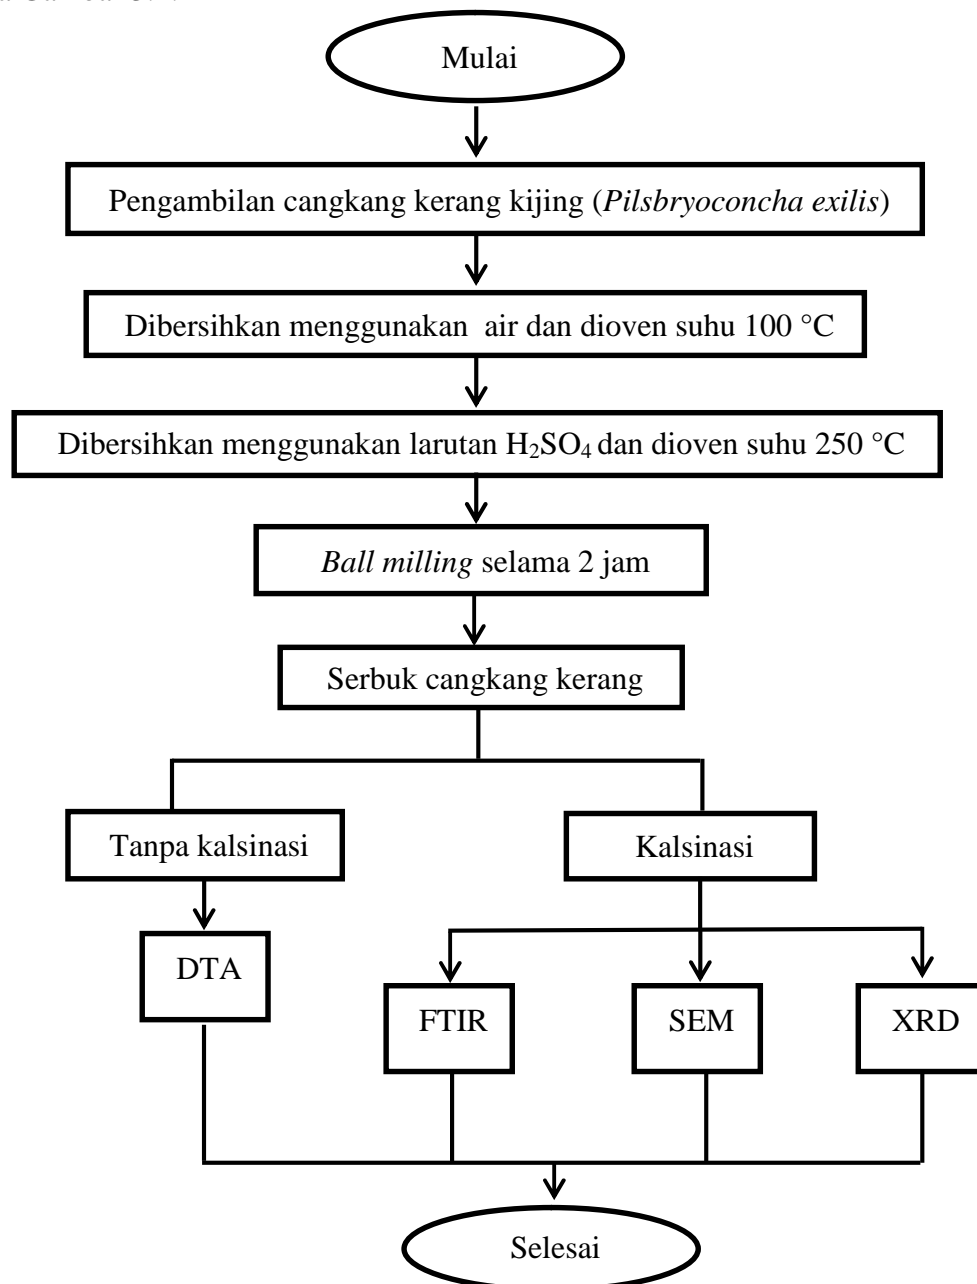 Mulai
Pengambilan cangkang kerang kijing (Pilsbryoconcha exilis)
Dibersihkan menggunakan air dan dioven suhu 100 °C
Dibersihkan menggunakan larutan H₂SO₄ dan dioven suhu 250 °C
Ball milling selama 2 jam
Serbuk cangkang kerang
Tanpa kalsinasi
Kalsinasi
DTA
FTIR
SEM
XRD
Selesai